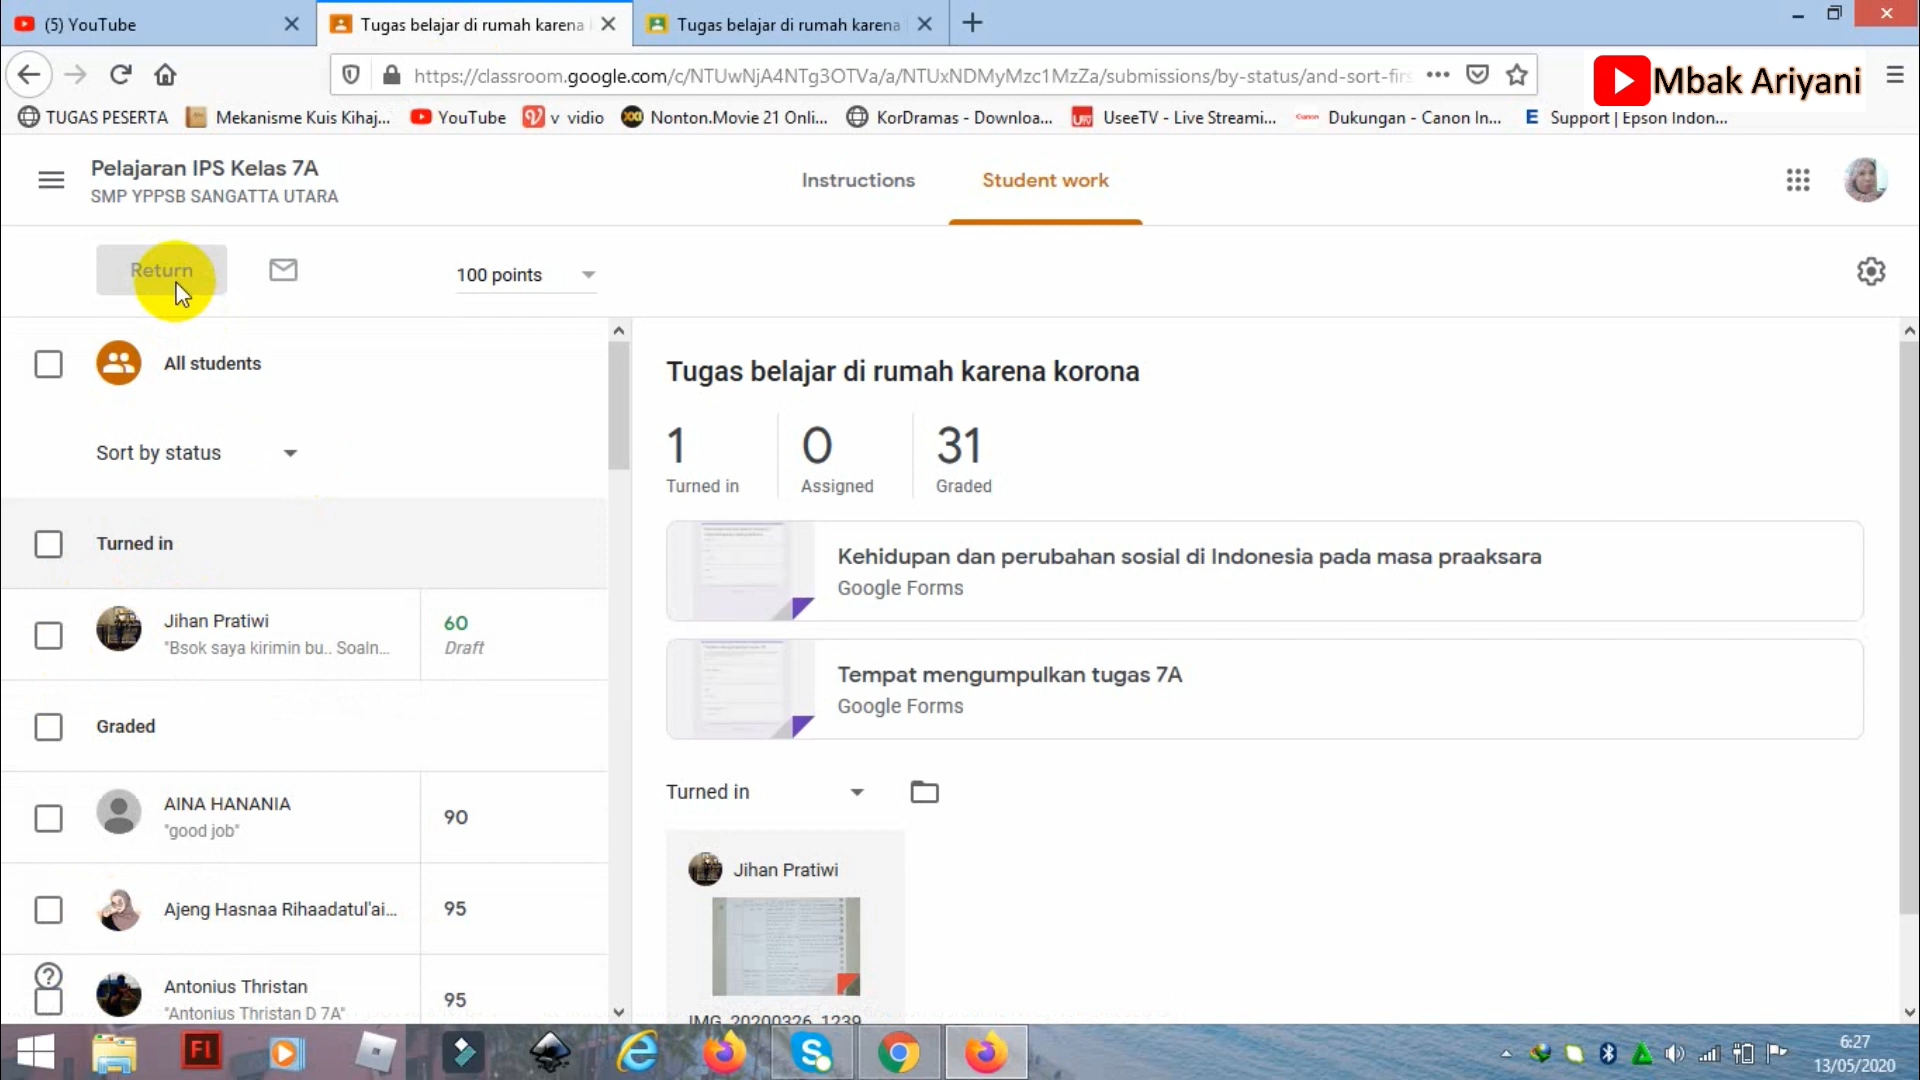 (5) YouTube
Tugas belajar di rumah karena
Tugas belajar di rumah karena
https://classroom.google.com/c/NTUwNjA4NTg3OTVa/a/NTUxNDMyMzc1MzZa/submissions/by-status/and-sort-firs
Mbak Ariyani
TUGAS PESERTA
Mekanisme Kuis Kihaj...
YouTube
v vidio
Nonton.Movie 21 Onli...
KorDramas - Downloa...
UseeTV - Live Streami...
Dukungan - Canon In...
Support | Epson Indon...
Pelajaran IPS Kelas 7A
SMP YPPSB SANGATTA UTARA
Instructions
Student work
Return
100 points
All students
Sort by status
Turned in
Jihan Pratiwi
"Bsok saya kirimin bu.. Soaln...
60
Draft
Graded
AINA HANANIA
"good job"
90
Ajeng Hasnaa Rihaadatul'ai...
95
Antonius Thristan
"Antonius Thristan D 7A"
95
Tugas belajar di rumah karena korona
1
Turned in
0
Assigned
31
Graded
Kehidupan dan perubahan sosial di Indonesia pada masa praaksara
Google Forms
Tempat mengumpulkan tugas 7A
Google Forms
Turned in
Jihan Pratiwi
IMG_20200326_1239
6:27
13/05/2020